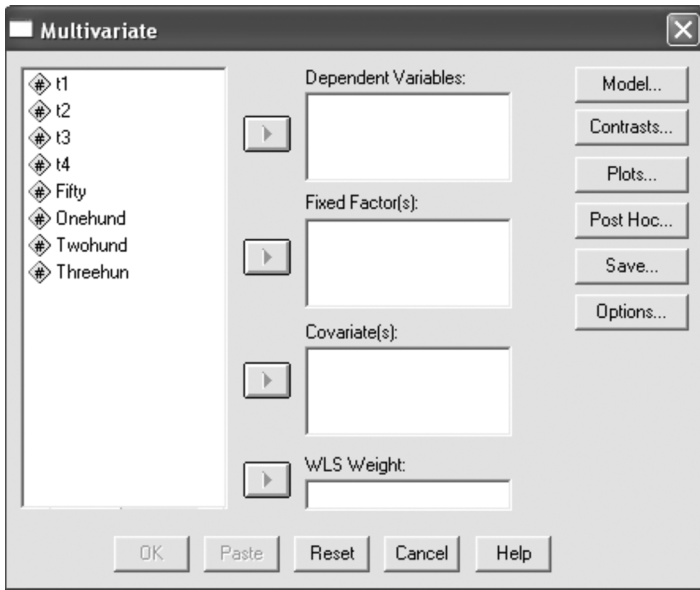 Multivariate
t1
t2
t3
t4
Fifty
Onehund
Twohund
Threehun
Dependent Variables:
Fixed Factor(s):
Covariate(s):
WLS Weight:
Model...
Contrasts...
Plots...
Post Hoc...
Save...
Options...
OK
Paste
Reset
Cancel
Help